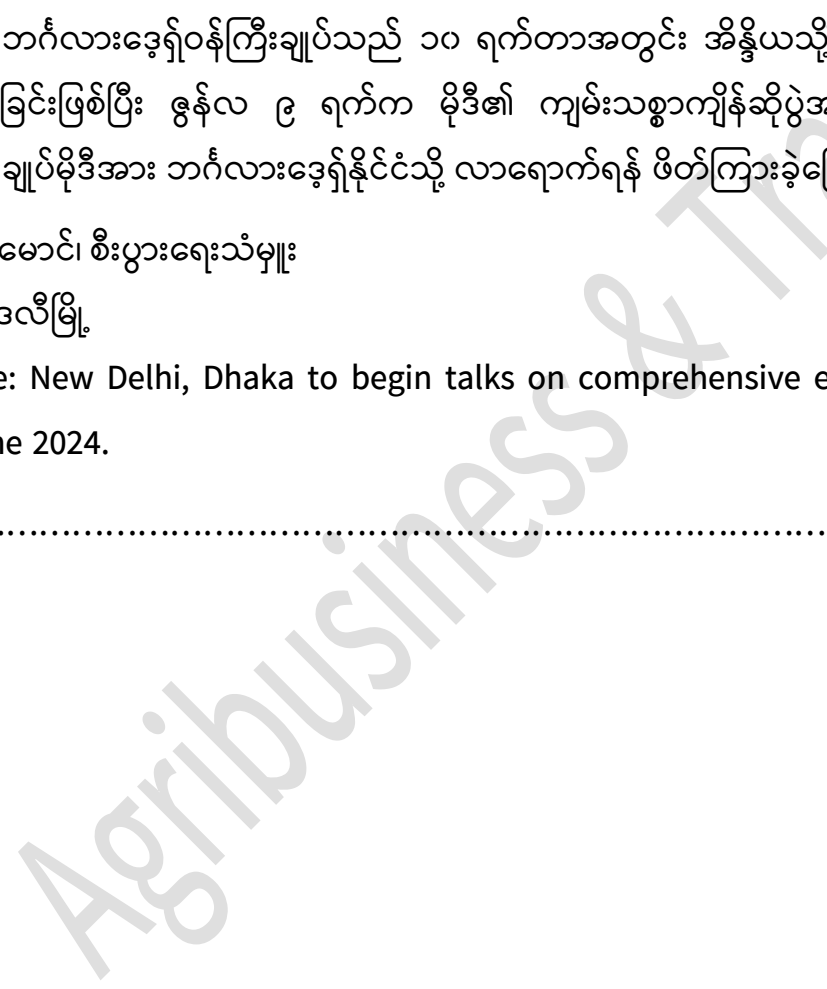 ဘင်္ဂလားဒေ့ရှ်ဝန်ကြီးချုပ်သည် ၁၀ ရက်တာအတွင်း အိန္ဒိယသို့
ခြင်းဖြစ်ပြီး ဇွန်လ ၉ ရက်က မိုဒီ၏ ကျမ်းသစ္စာကျိန်ဆိုပွဲအ
ချုပ်မိုဒီအား ဘင်္ဂလားဒေ့ရှ်နိုင်ငံသို့ လာရောက်ရန် ဖိတ်ကြားခဲ့
မောင်၊ စီးပွားရေးသံမှူး
ဒလီမြို့
e: New Delhi, Dhaka to begin talks on comprehensive e
ne 2024.
Agribusiness & Tr